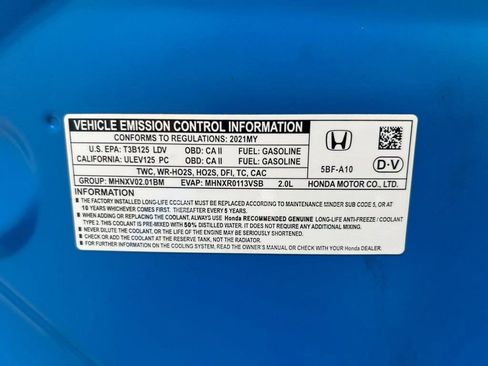 VEHICLE EMISSION CONTROL INFORMATION
CONFORMS TO REGULATIONS: 2021MY
U.S. EPA: T3B125 LDV OBD: CA II FUEL: GASOLINE
CALIFORNIA: ULEV125 PC OBD: CA II FUEL: GASOLINE
TWC, WR-HO2S, HO2S, DFI, TC, CAC
HONDA
5BF-A10
D-V
GROUP: MHNXV02.01BM EVAP: MHNXR0113VSB 2.0L HONDA MOTOR CO., LTD.
INFORMATION
■ THE FACTORY INSTALLED LONG-LIFE COOLANT MUST BE REPLACED ACCORDING TO MAINTENANCE MINDER SUB CODE 5, OR AT
10 YEARS WHICHEVER COMES FIRST. THEREAFTER EVERY 5 YEARS.
■ WHEN ADDING OR REPLACING THE COOLANT, ALWAYS USE Honda RECOMMENDED GENUINE LONG-LIFE ANTI-FREEZE / COOLANT
TYPE 2. THIS COOLANT IS PRE-MIXED WITH 50% DISTILLED WATER. IT DOES NOT REQUIRE ANY ADDITIONAL MIXING.
■ NEVER DILUTE THE COOLANT, OR THE LIFE OF THE ENGINE MAY BE SERIOUSLY SHORTENED.
■ CHECK OR ADD THE COOLANT AT THE RESERVE TANK, NOT THE RADIATOR.
■ FOR FURTHER INFORMATION ON THE COOLING SYSTEM, READ THE OWNER'S MANUAL OR CHECK WITH YOUR Honda DEALER.